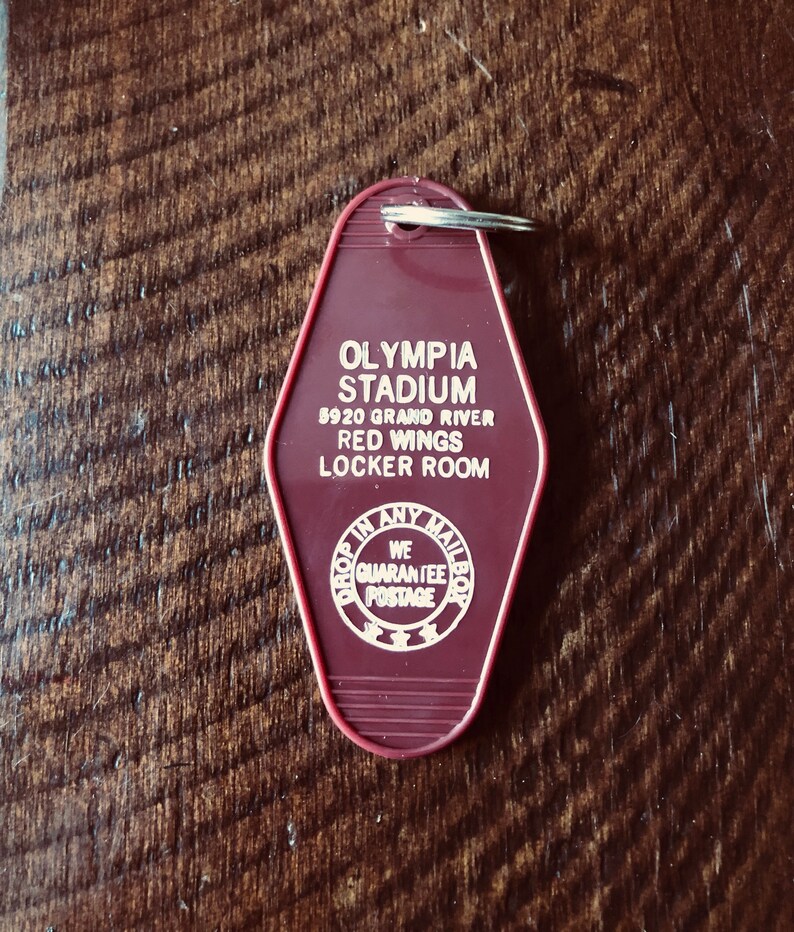 OLYMPIA
STADIUM
5920 GRAND RIVER
RED WINGS
LOCKER ROOM
DROP IN ANY MAILBOX
WE
GUARANTEE
POSTAGE